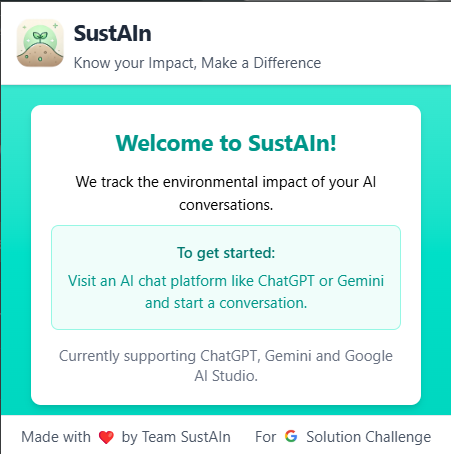 SustAIn
Know your Impact, Make a Difference
Welcome to SustAIn!
We track the environmental impact of your AI
conversations.
To get started:
Visit an AI chat platform like ChatGPT or Gemini
and start a conversation.
Currently supporting ChatGPT, Gemini and Google
AI Studio.
Made with ❤️ by Team SustAIn For G Solution Challenge